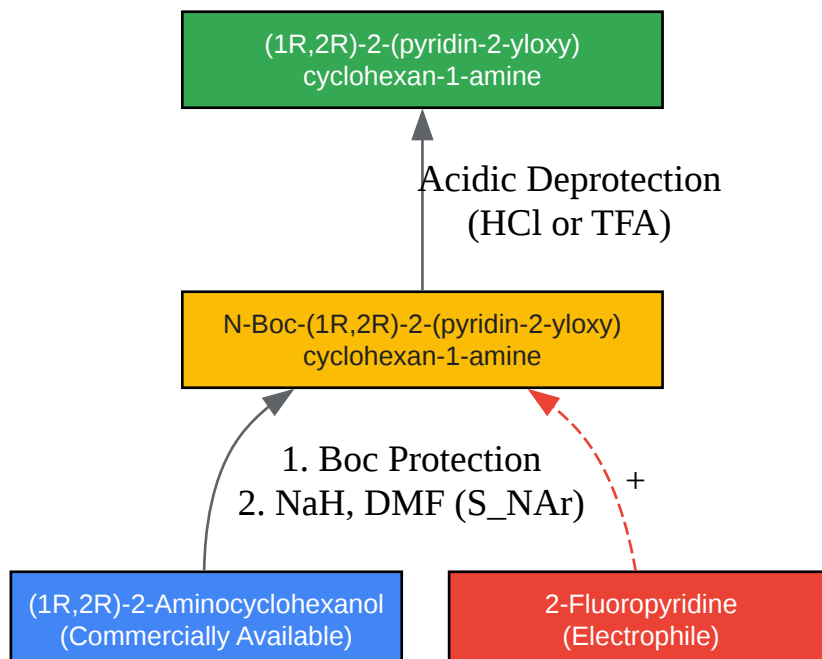 (1R,2R)-2-(pyridin-2-yloxy)
cyclohexan-1-amine
Acidic Deprotection
(HCl or TFA)
N-Boc-(1R,2R)-2-(pyridin-2-yloxy)
cyclohexan-1-amine
1. Boc Protection
2. NaH, DMF (S_NAr)
+
(1R,2R)-2-Aminocyclohexanol
(Commercially Available)
2-Fluoropyridine
(Electrophile)